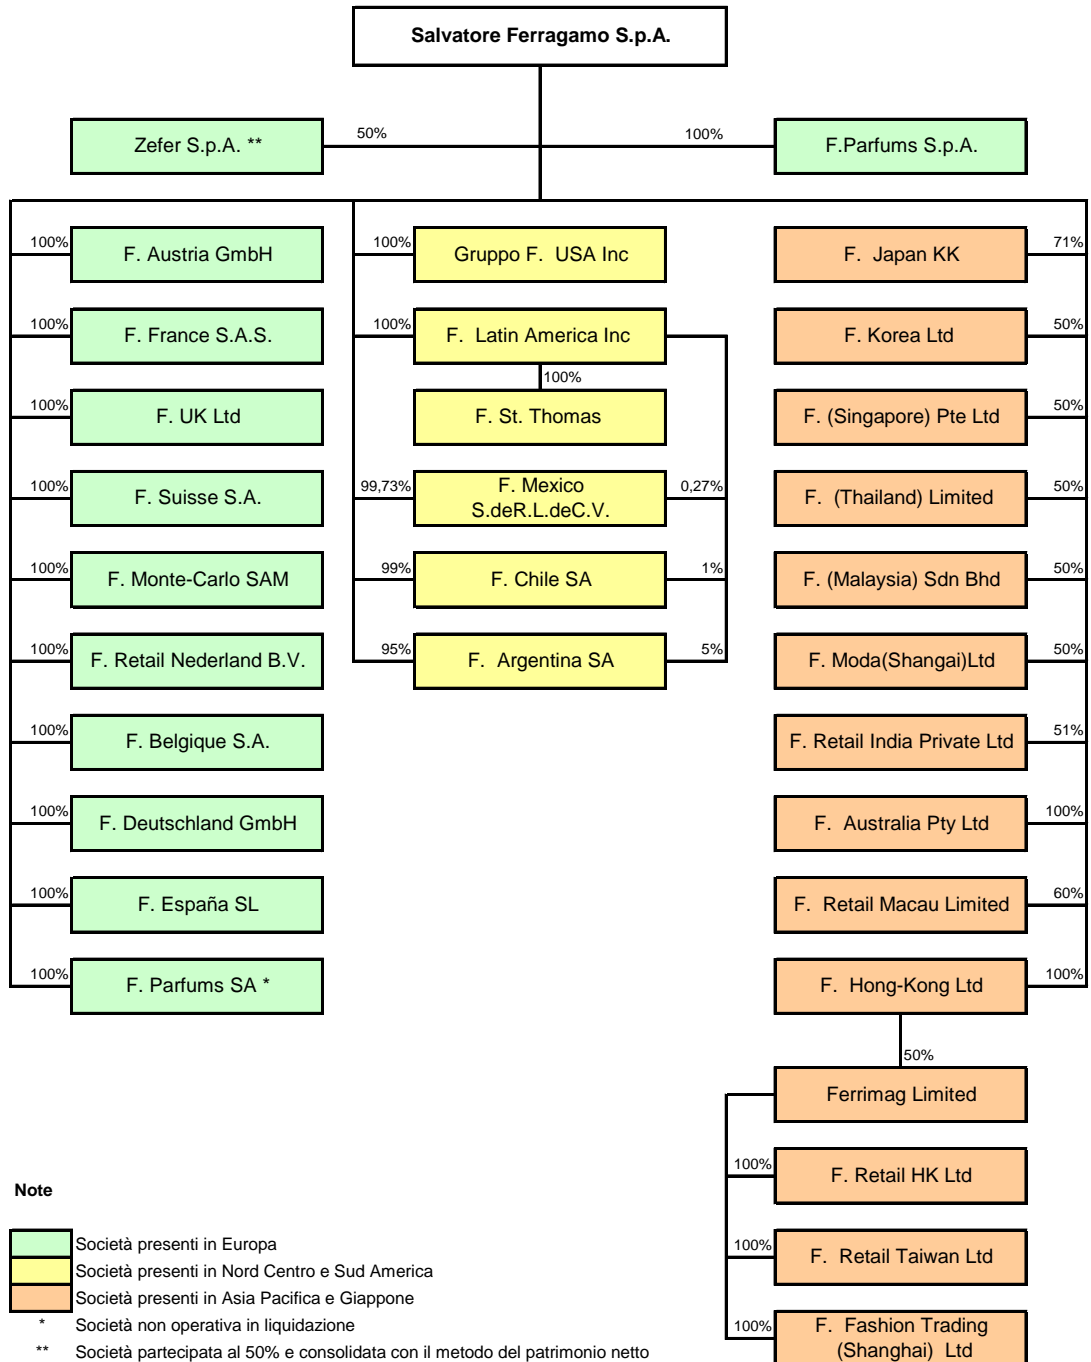 Salvatore Ferragamo S.p.A.
Zefer S.p.A. **
50%
100%
F.Parfums S.p.A.
100%
F. Austria GmbH
100%
Gruppo F. USA Inc
F. Japan KK
71%
100%
F. France S.A.S.
100%
F. Latin America Inc
F. Korea Ltd
50%
100%
100%
F. UK Ltd
F. St. Thomas
F. (Singapore) Pte Ltd
50%
100%
F. Suisse S.A.
99,73%
F. Mexico
S.deR.L.deC.V.
0,27%
F. (Thailand) Limited
50%
100%
F. Monte-Carlo SAM
99%
F. Chile SA
1%
F. (Malaysia) Sdn Bhd
50%
100%
F. Retail Nederland B.V.
95%
F. Argentina SA
5%
F. Moda(Shangai)Ltd
50%
100%
F. Belgique S.A.
F. Retail India Private Ltd
51%
100%
F. Deutschland GmbH
F. Australia Pty Ltd
100%
100%
F. España SL
F. Retail Macau Limited
60%
100%
F. Parfums SA *
F. Hong-Kong Ltd
100%
50%
Ferrimag Limited
100%
F. Retail HK Ltd
100%
F. Retail Taiwan Ltd
100%
F. Fashion Trading
(Shanghai) Ltd
Note
Società presenti in Europa
Società presenti in Nord Centro e Sud America
Società presenti in Asia Pacifica e Giappone
* Società non operativa in liquidazione
** Società partecipata al 50% e consolidata con il metodo del patrimonio netto